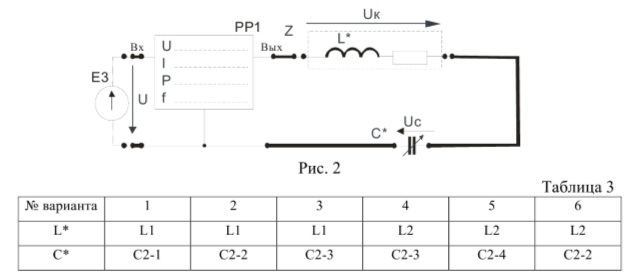 Uк
PP1
Z
L*
Вх
U
Вых
I
P
f
E3
U
C*
Uc
Рис. 2
Таблица 3
№ варианта 1 2 3 4 5 6
L* L1 L1 L1 L2 L2 L2
C* C2-1 C2-2 C2-3 C2-3 C2-4 C2-2